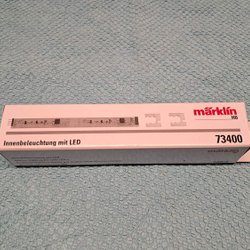 märklin
H0
73400
Innenbeleuchtung mit LED